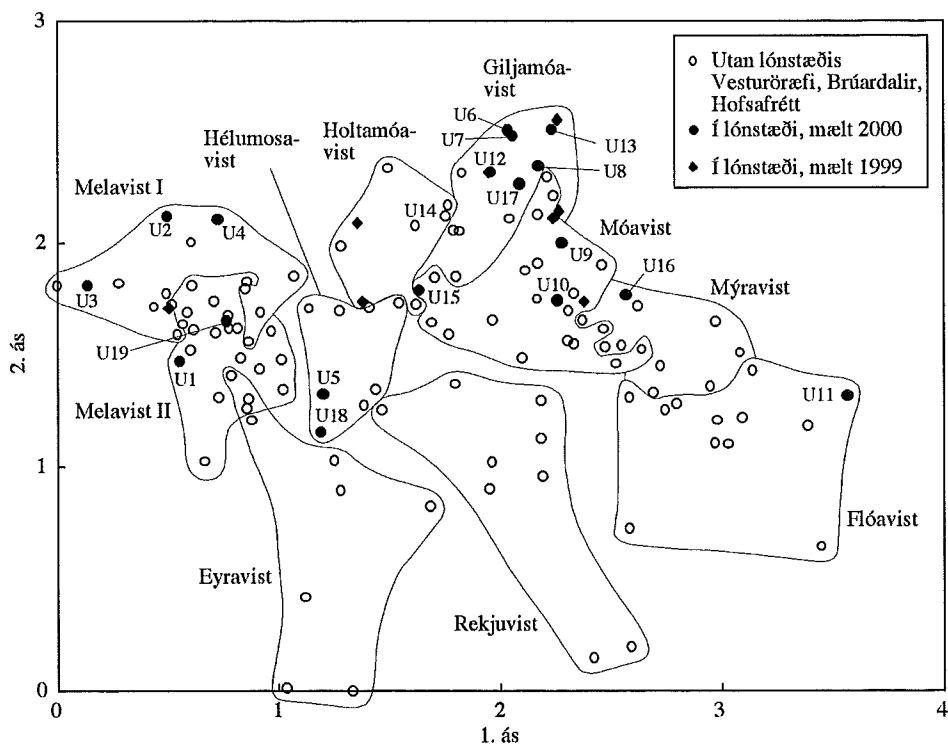 3
2
1
0
2. ás
0
1
2
3
4
1. ás
Utan lónstæðis
Vesturöræfi, Brúardalir,
Hofsafrétt
Í lónstæði, mælt 2000
Í lónstæði, mælt 1999
Giljamóa-
vist
U6
U7
U12
U17
U13
U8
Hélumosa-
vist
Holtamóa-
vist
U14
Melavist I
U2
U4
U3
U19
U1
Melavist II
Móavist
U9
U10
U16
U15
Mýravist
U5
U18
U11
Flóavist
Eyravist
Rekjuvist